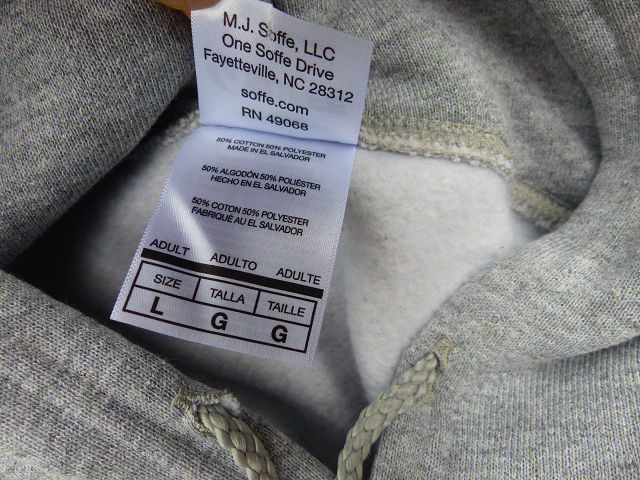 M.J. Soffe, LLC
One Soffe Drive
Fayetteville, NC 28312
soffe.com
RN 49068
50% COTTON 50% POLYESTER
MADE IN EL SALVADOR
50% ALGODÓN 50% POLIÉSTER
HECHO EN EL SALVADOR
50% COTON 50% POLYESTER
FABRIQUÉ AU EL SALVADOR
ADULT ADULTO ADULTE
SIZE TALLA TAILLE
L G G